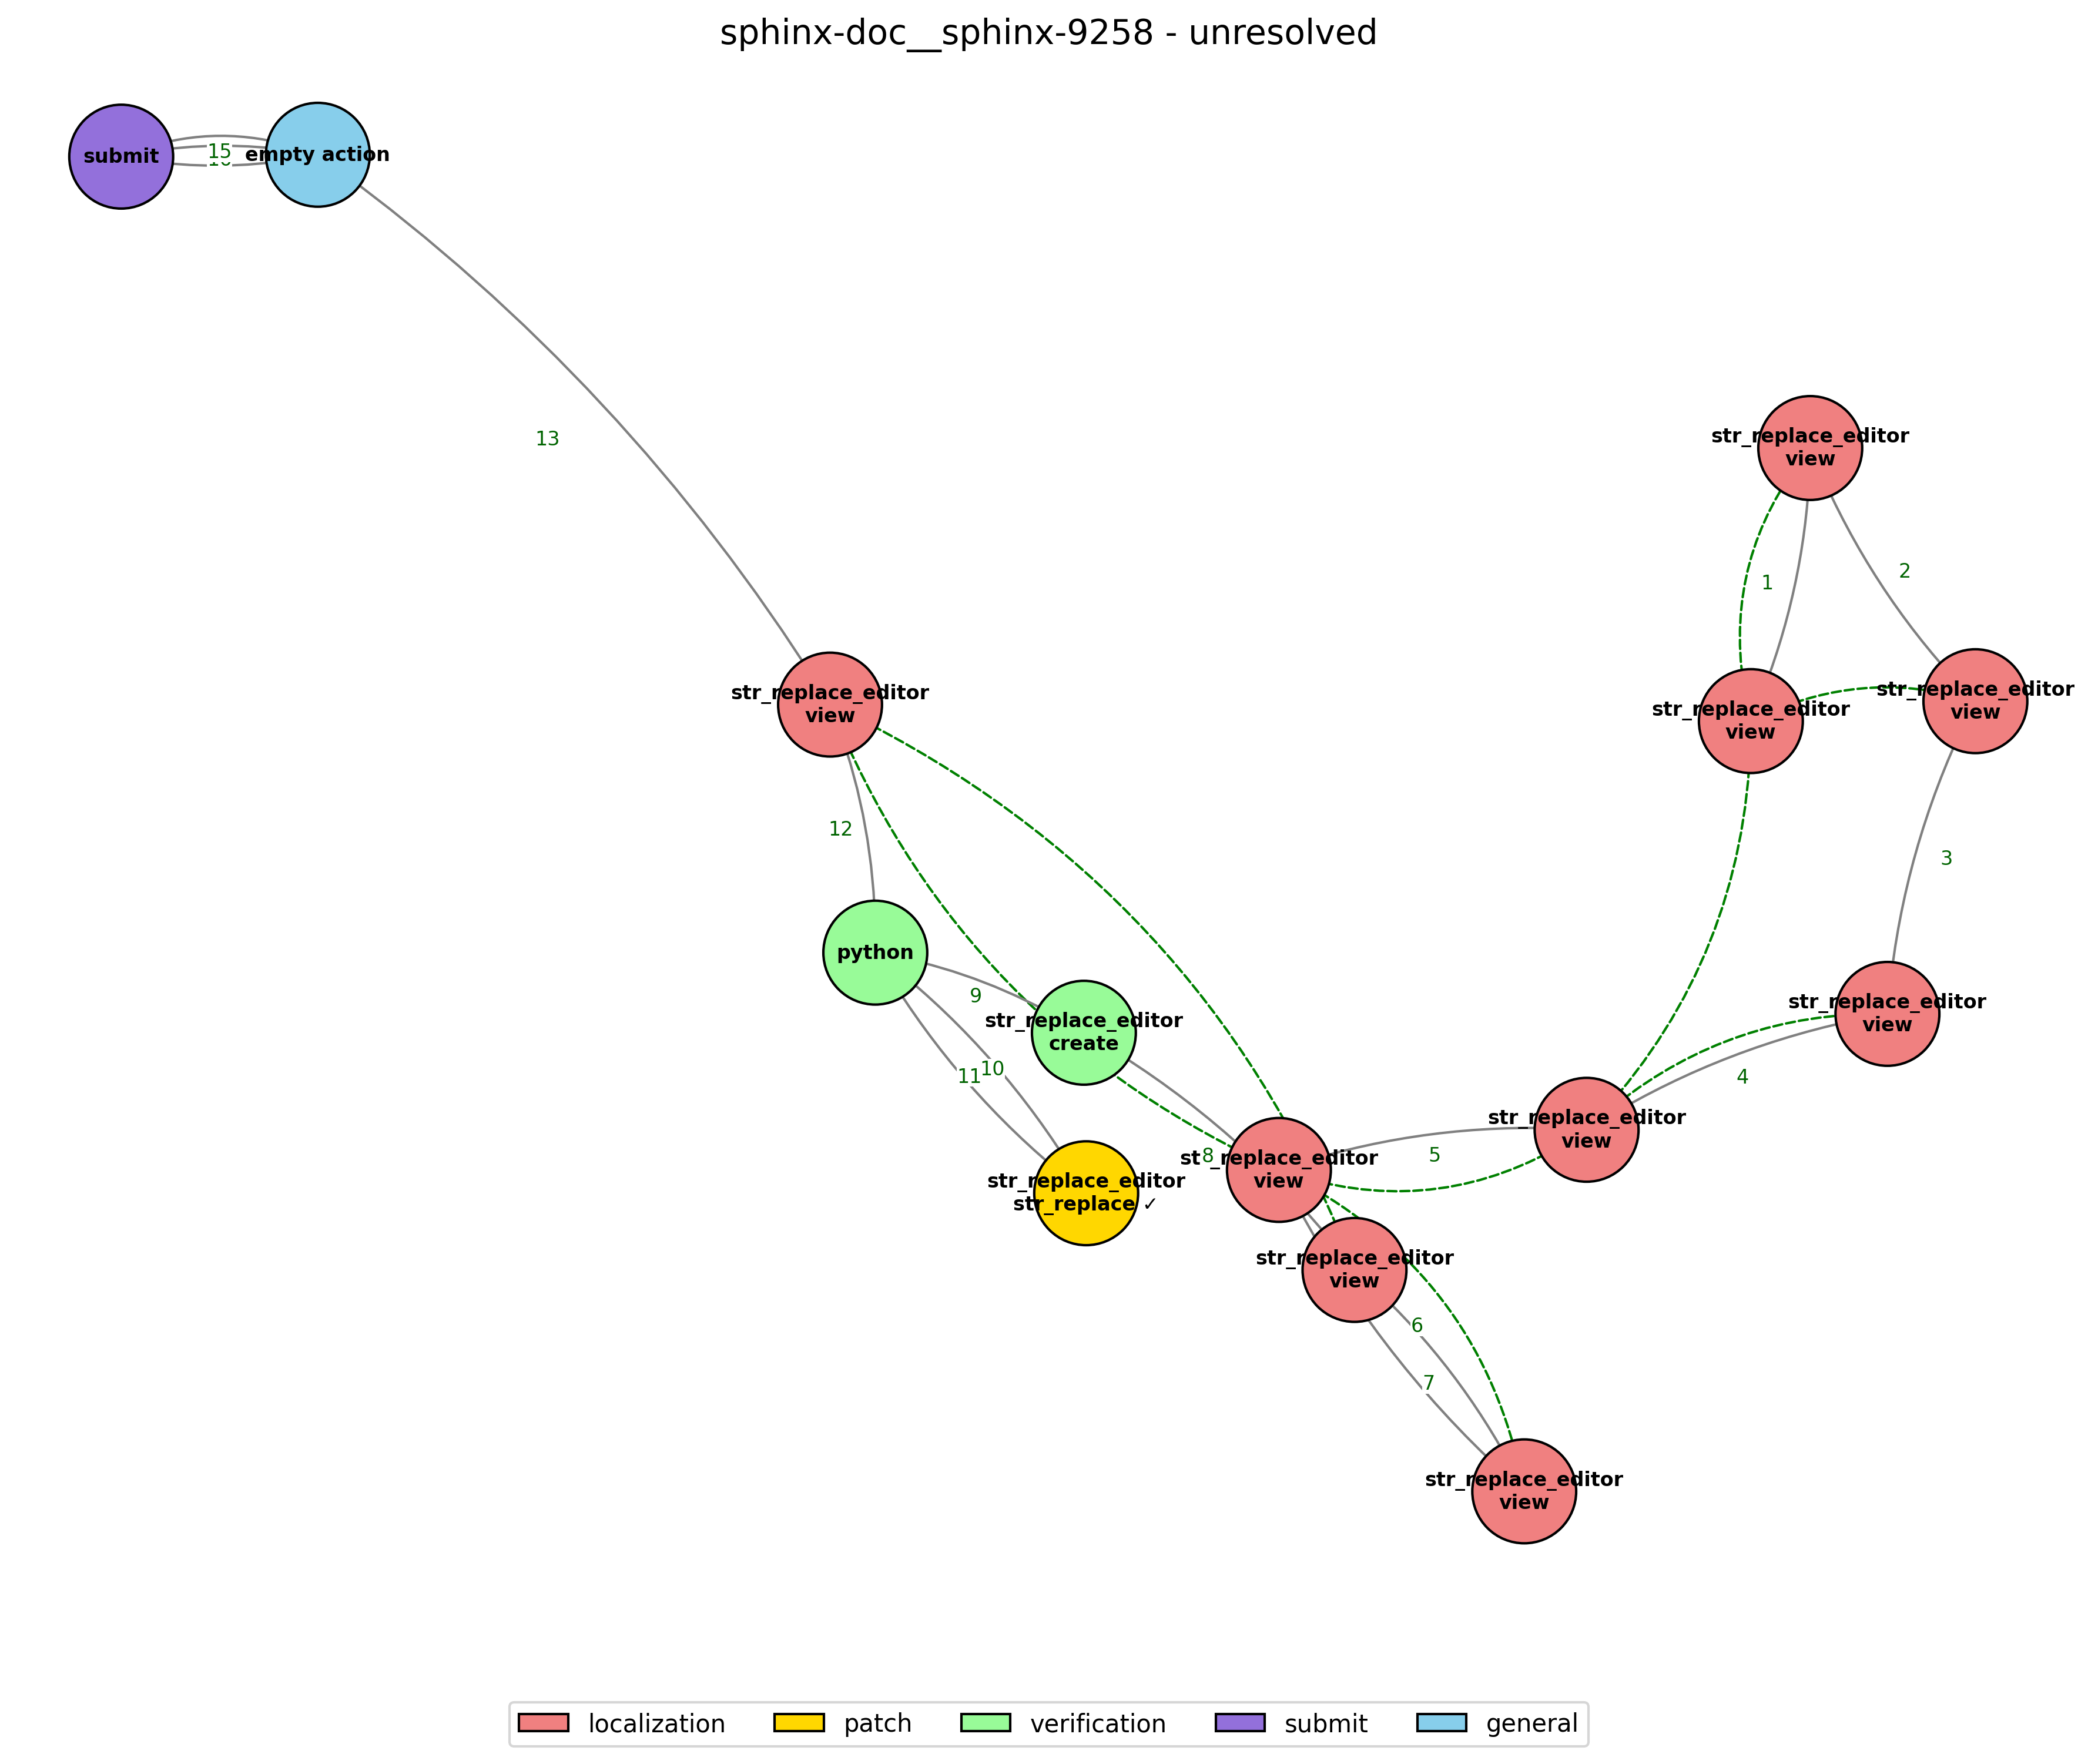 sphinx-doc__sphinx-9258 - unresolved
submit
15
empty action
13
str_replace_editor
view
1
2
str_replace_editor
view
str_replace_editor
view
str_replace_editor
view
12
3
python
9
str_replace_editor
create
str_replace_editor
view
11
10
4
str_replace_editor
view
8
str_replace_editor
view
5
str_replace_editor
str_replace ✓
str_replace_editor
view
6
7
str_replace_editor
view
localization
patch
verification
submit
general